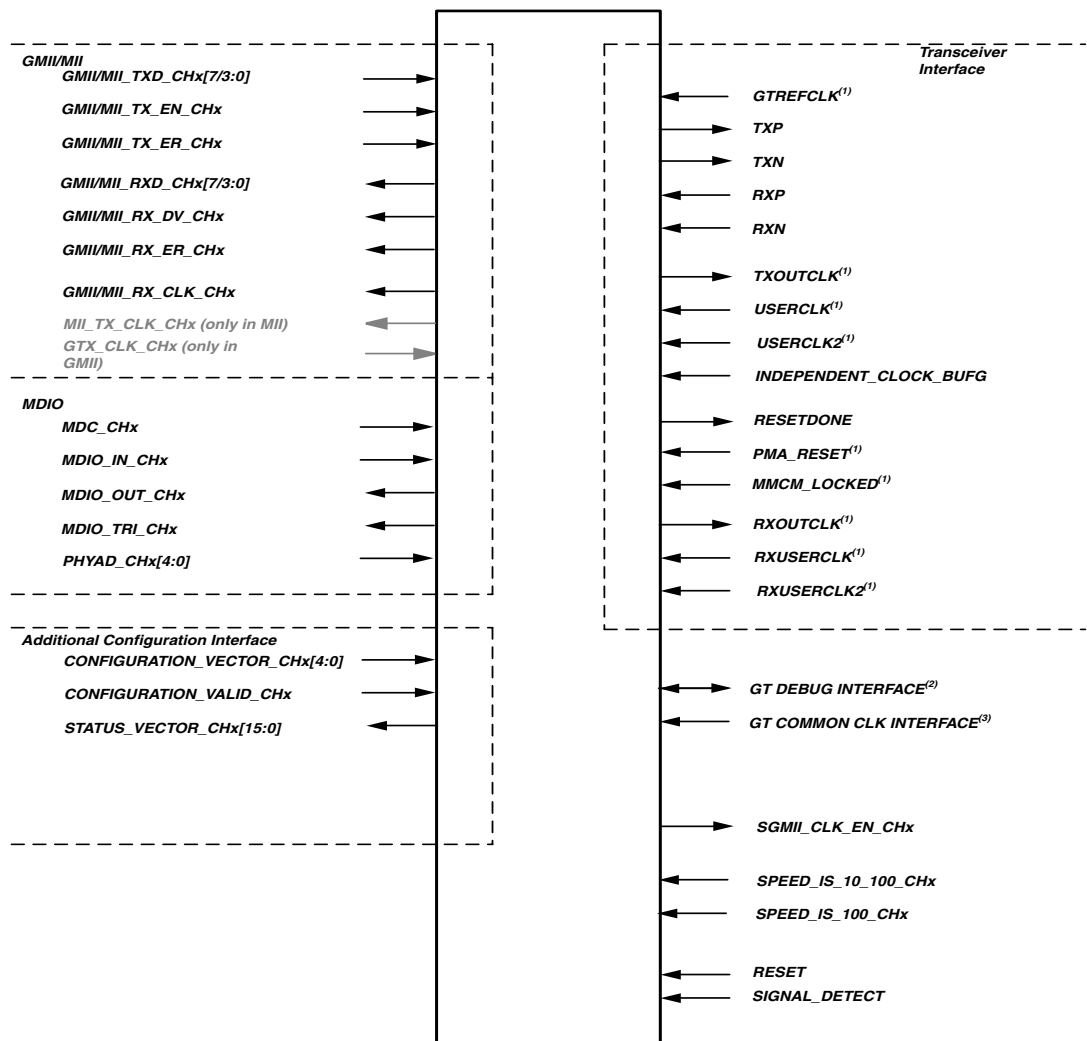 GMII/MII
GMII/MII_TXD_CHx[7/3:0]
GMII/MII_TX_EN_CHx
GMII/MII_TX_ER_CHx
GMII/MII_RXD_CHx[7/3:0]
GMII/MII_RX_DV_CHx
GMII/MII_RX_ER_CHx
GMII/MII_RX_CLK_CHx
MII_TX_CLK_CHx (only in MII)
GTX_CLK_CHx (only in
GMII)
MDIO
MDC_CHx
MDIO_IN_CHx
MDIO_OUT_CHx
MDIO_TRI_CHx
PHYAD_CHx[4:0]
Additional Configuration Interface
CONFIGURATION_VECTOR_CHx[4:0]
CONFIGURATION_VALID_CHx
STATUS_VECTOR_CHx[15:0]
Transceiver
Interface
GTREFCLK(1)
TXP
TXN
RXP
RXN
TXOUTCLK(1)
USERCLK(1)
USERCLK2(1)
INDEPENDENT_CLOCK_BUFG
RESETDONE
PMA_RESET(1)
MMCM_LOCKED(1)
RXOUTCLK(1)
RXUSERCLK(1)
RXUSERCLK2(1)
GT DEBUG INTERFACE(2)
GT COMMON CLK INTERFACE(3)
SGMII_CLK_EN_CHx
SPEED_IS_10_100_CHx
SPEED_IS_100_CHx
RESET
SIGNAL_DETECT